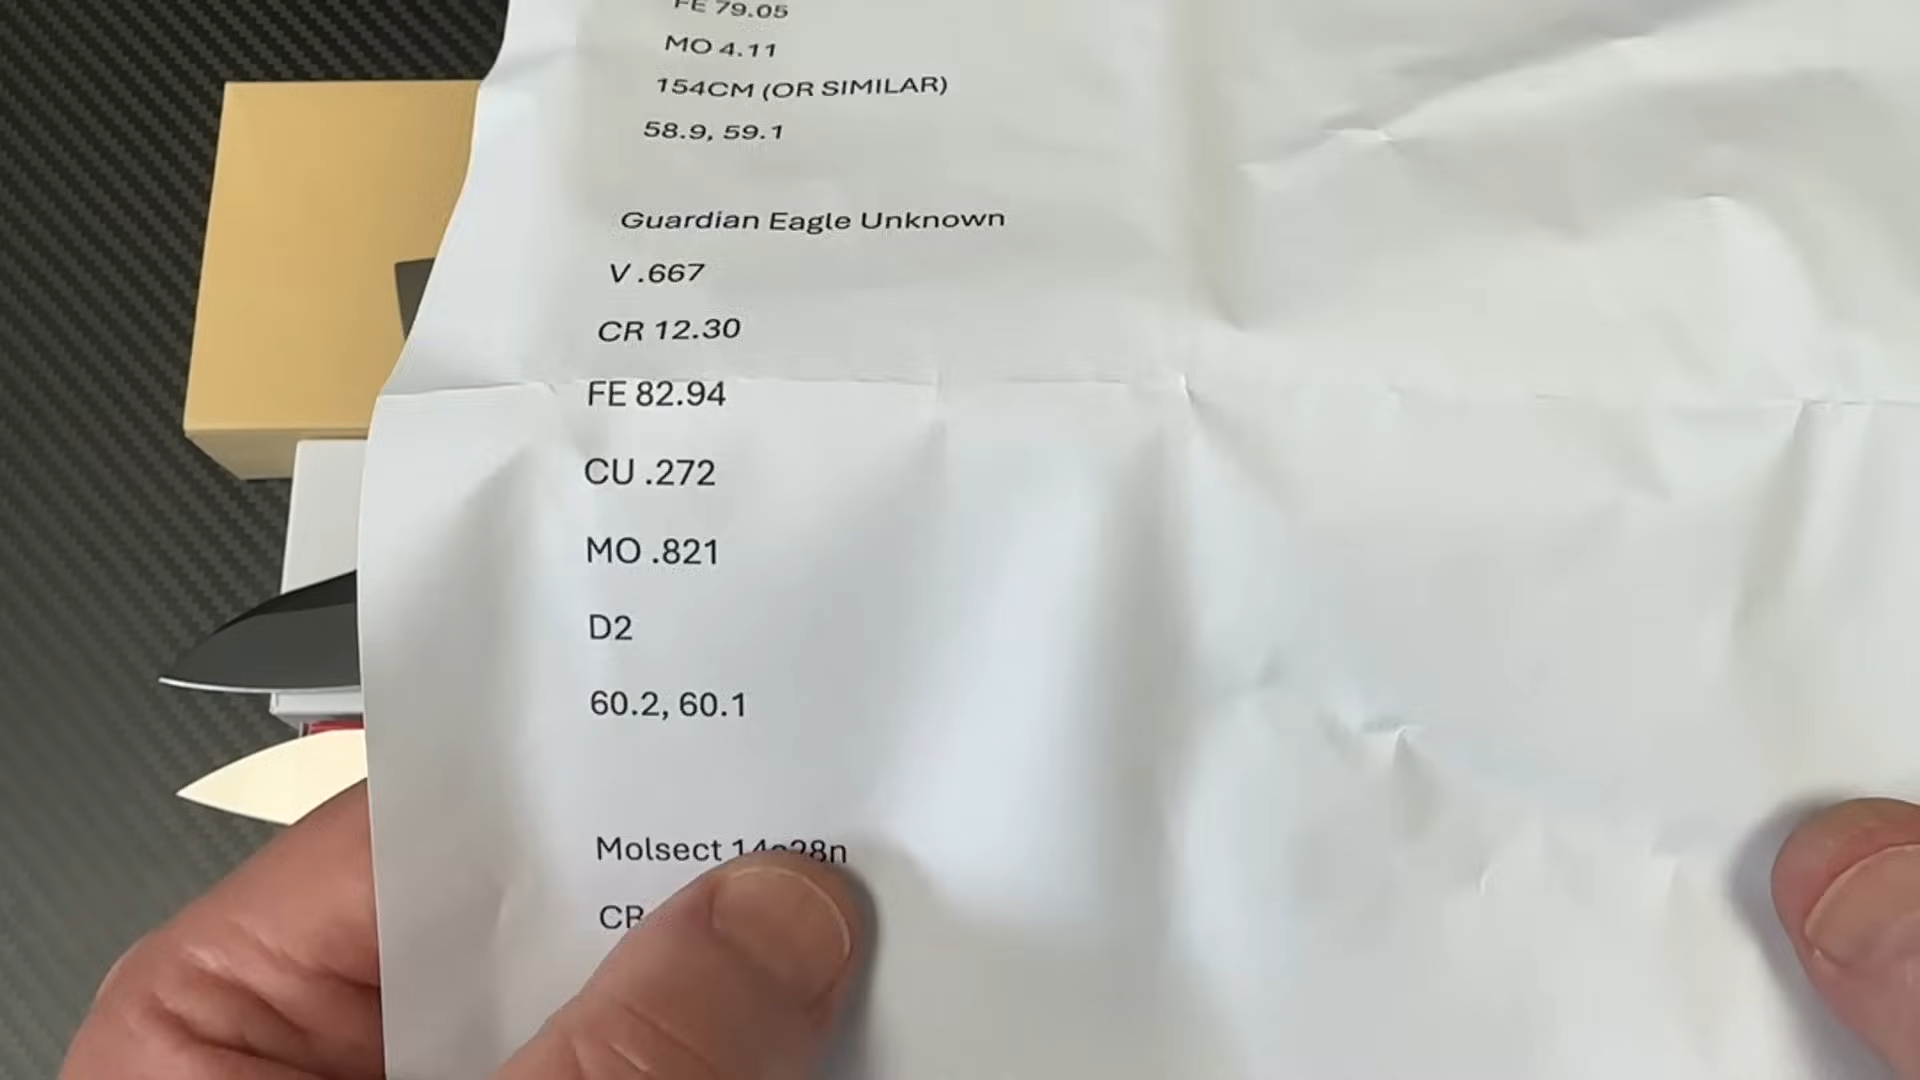 FE 79.05
MO 4.11
154CM (OR SIMILAR)
58.9, 59.1
Guardian Eagle Unknown
V .667
CR 12.30
FE 82.94
CU .272
MO .821
D2
60.2, 60.1
Molsect